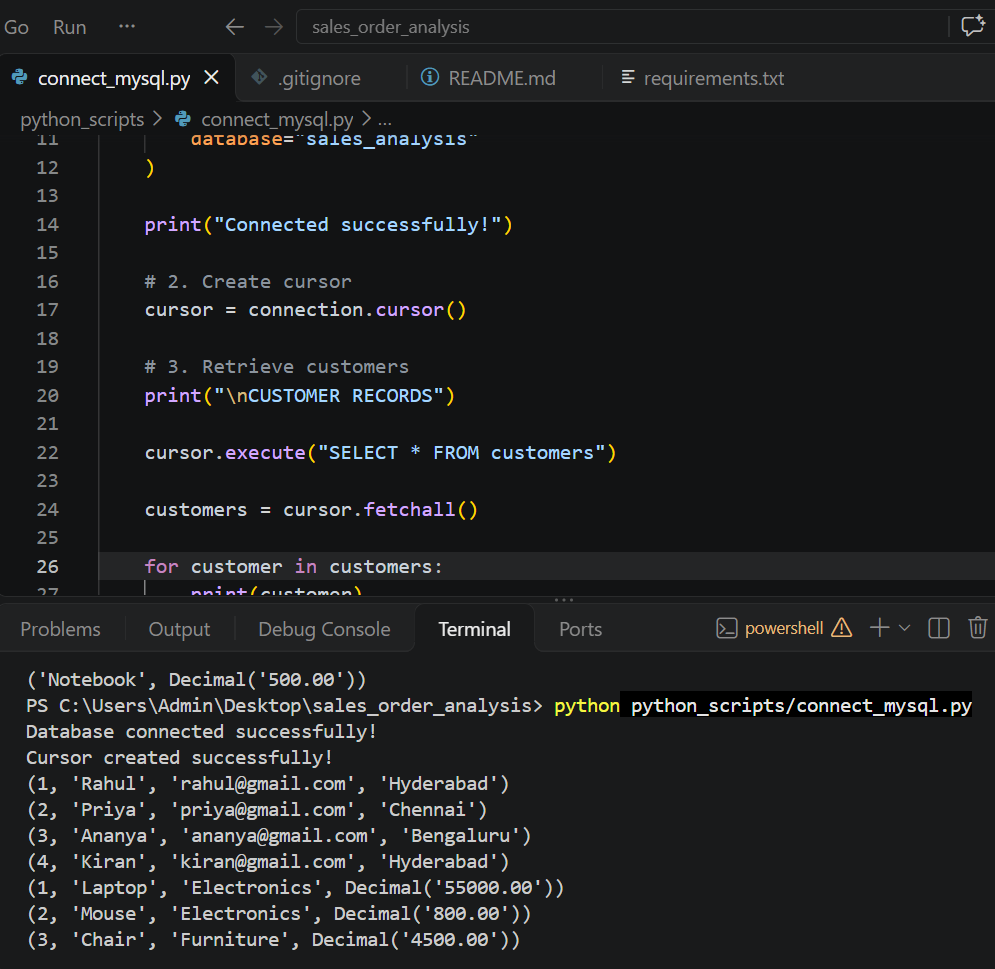 Go Run ··· ← → sales_order_analysis
connect_mysql.py × .gitignore README.md requirements.txt
python_scripts > connect_mysql.py > ...
11 database="sales_analysis"
12 )
13
14 print("Connected successfully!")
15
16 # 2. Create cursor
17 cursor = connection.cursor()
18
19 # 3. Retrieve customers
20 print("\nCUSTOMER RECORDS")
21
22 cursor.execute("SELECT * FROM customers")
23
24 customers = cursor.fetchall()
25
26 for customer in customers:
27 print(customer)
Problems Output Debug Console Terminal Ports powershell
('Notebook', Decimal('500.00'))
PS C:\Users\Admin\Desktop\sales_order_analysis> python python_scripts/connect_mysql.py
Database connected successfully!
Cursor created successfully!
(1, 'Rahul', 'rahul@gmail.com', 'Hyderabad')
(2, 'Priya', 'priya@gmail.com', 'Chennai')
(3, 'Ananya', 'ananya@gmail.com', 'Bengaluru')
(4, 'Kiran', 'kiran@gmail.com', 'Hyderabad')
(1, 'Laptop', 'Electronics', Decimal('55000.00'))
(2, 'Mouse', 'Electronics', Decimal('800.00'))
(3, 'Chair', 'Furniture', Decimal('4500.00'))